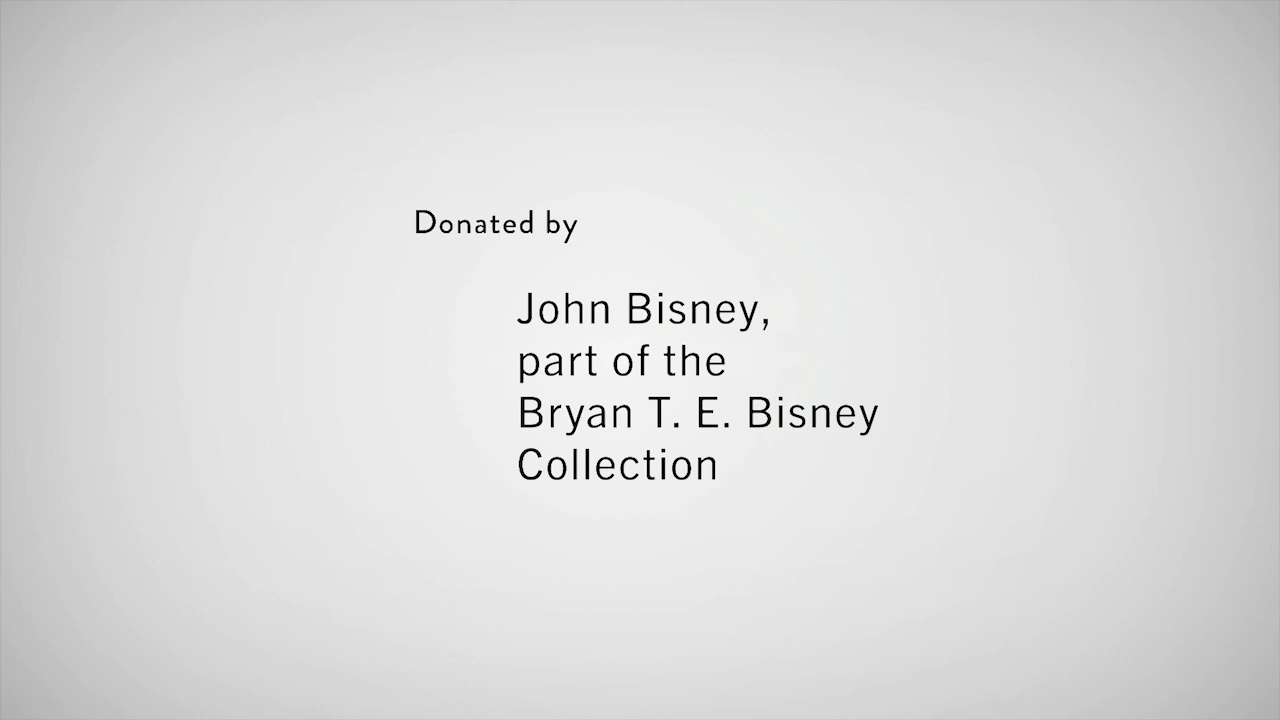 Donated by
John Bisney,
part of the
Bryan T. E. Bisney
Collection